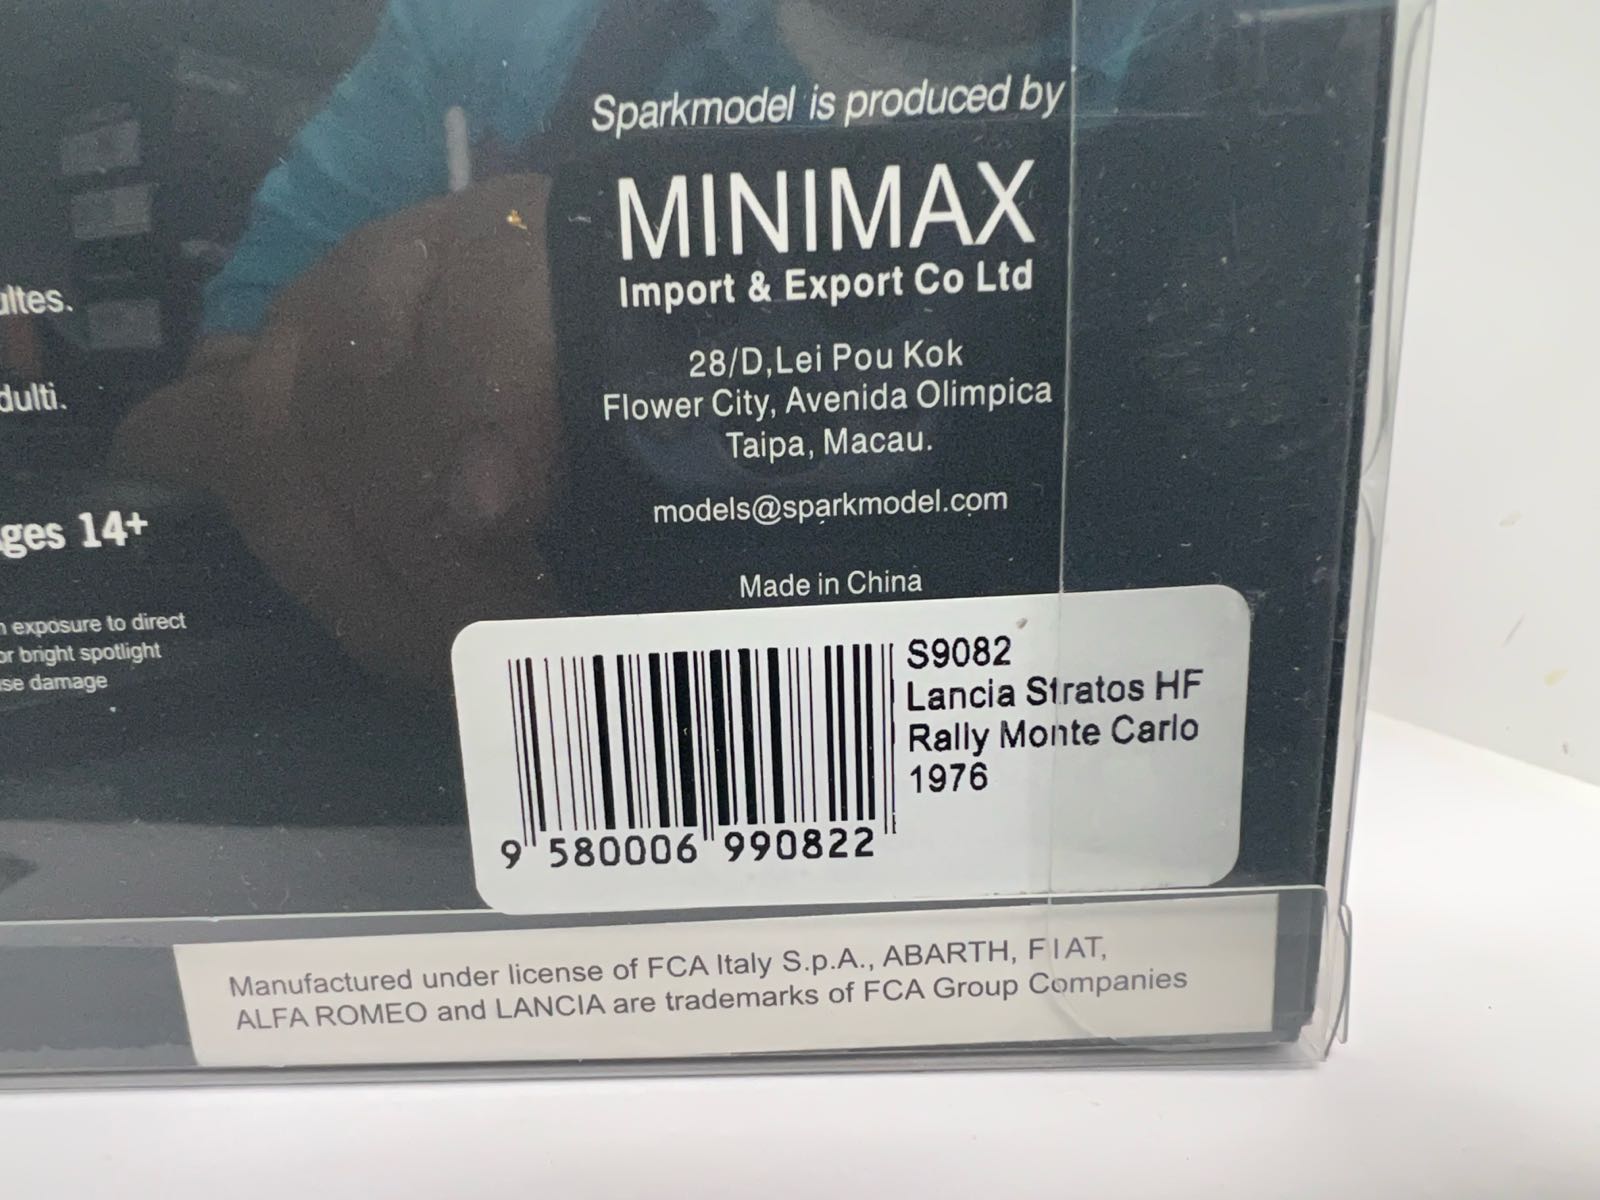 Sparkmodel is produced by
MINIMAX
Import & Export Co Ltd
28/D,Lei Pou Kok
Flower City, Avenida Olimpica
Taipa, Macau.
models@sparkmodel.com
Made in China
ultes.
dulti.
ges 14+
exposure to direct
or bright spotlight
se damage
S9082
Lancia Stratos HF
Rally Monte Carlo
1976
9 580006 990822
Manufactured under license of FCA Italy S.p.A., ABARTH, FIAT,
ALFA ROMEO and LANCIA are trademarks of FCA Group Companies